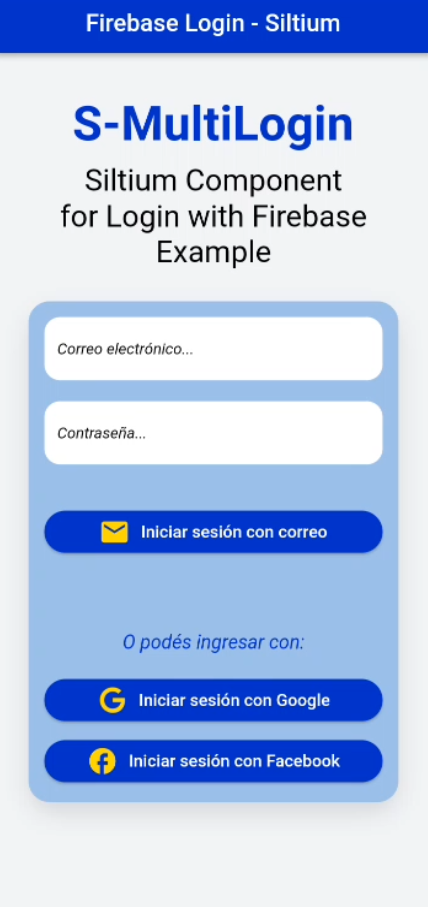 Firebase Login - Siltium
S-MultiLogin
Siltium Component
for Login with Firebase
Example
Correo electrónico...
Contraseña...
Iniciar sesión con correo
O podés ingresar con:
Iniciar sesión con Google
Iniciar sesión con Facebook